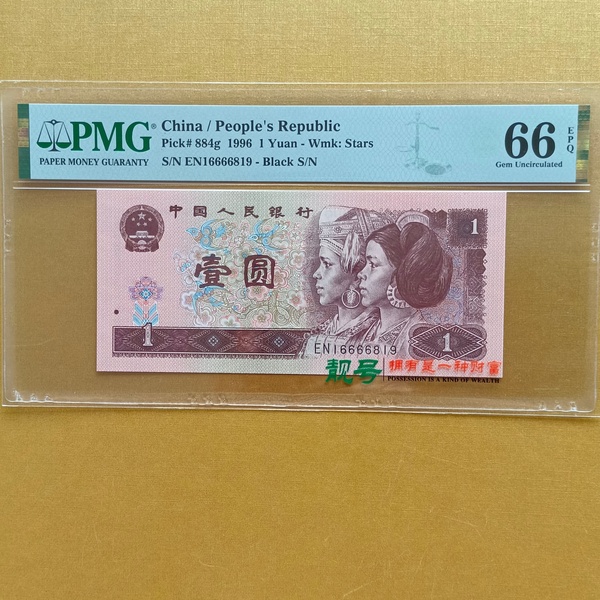 PMG®
PAPER MONEY GUARANTY
China / People's Republic
Pick# 884g 1996 1 Yuan - Wmk: Stars
S/N EN16666819 - Black S/N
66
EPQ
Gem Uncirculated
中国人民银行
1
壹圆
1
EN16666819
1
靓号
拥有是一种财富
POSSESSION IS A KIND OF WEALTH